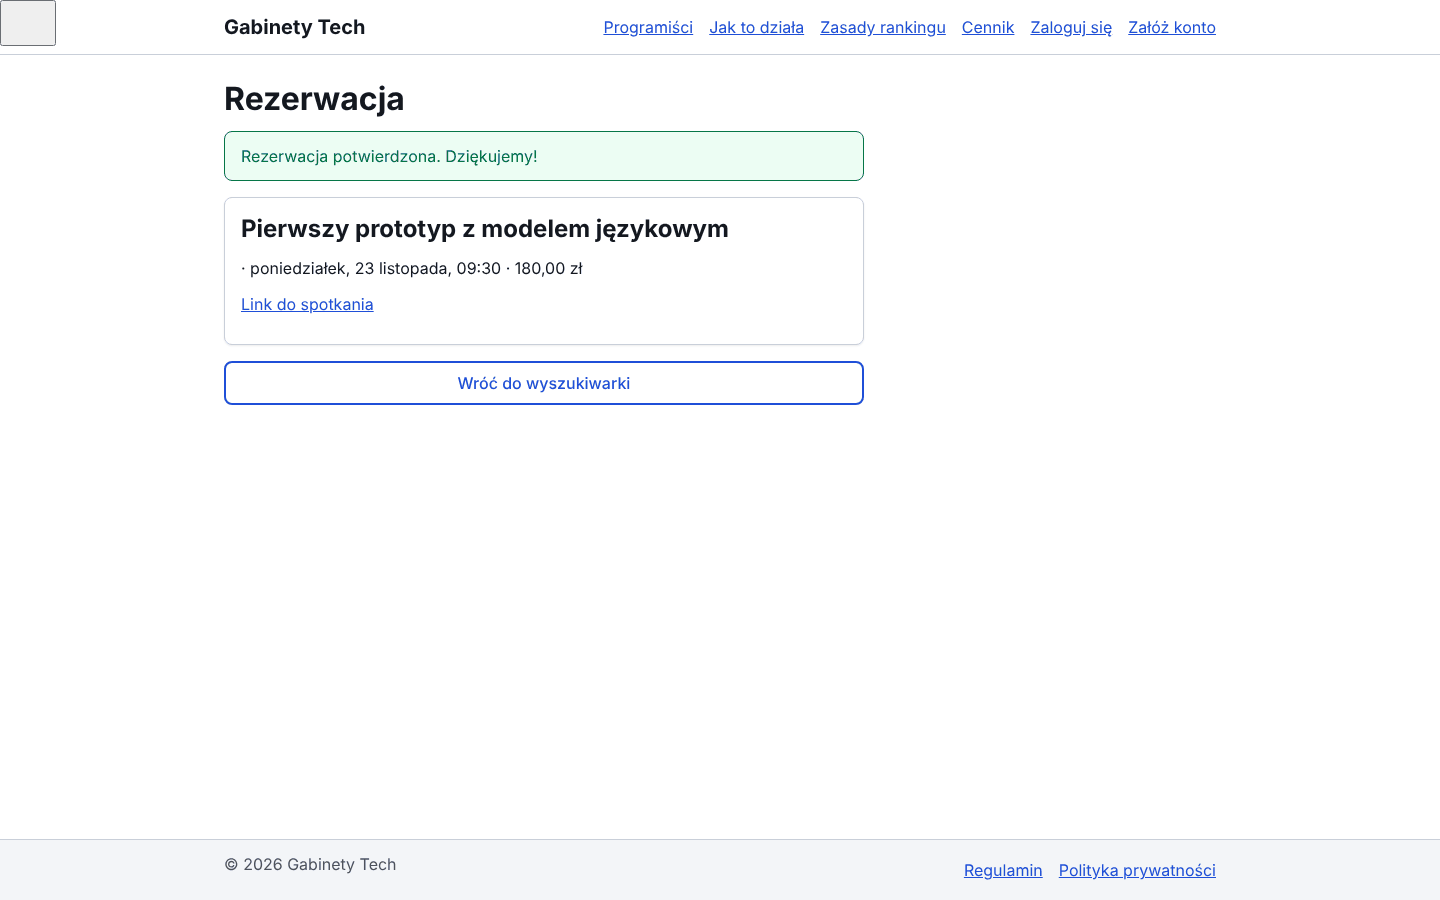 Gabinety Tech
Programiści Jak to działa Zasady rankingu Cennik Zaloguj się Załóż konto
Rezerwacja
Rezerwacja potwierdzona. Dziękujemy!
Pierwszy prototyp z modelem językowym
· poniedziałek, 23 listopada, 09:30 · 180,00 zł
Link do spotkania
Wróć do wyszukiwarki
© 2026 Gabinety Tech
Regulamin Polityka prywatności